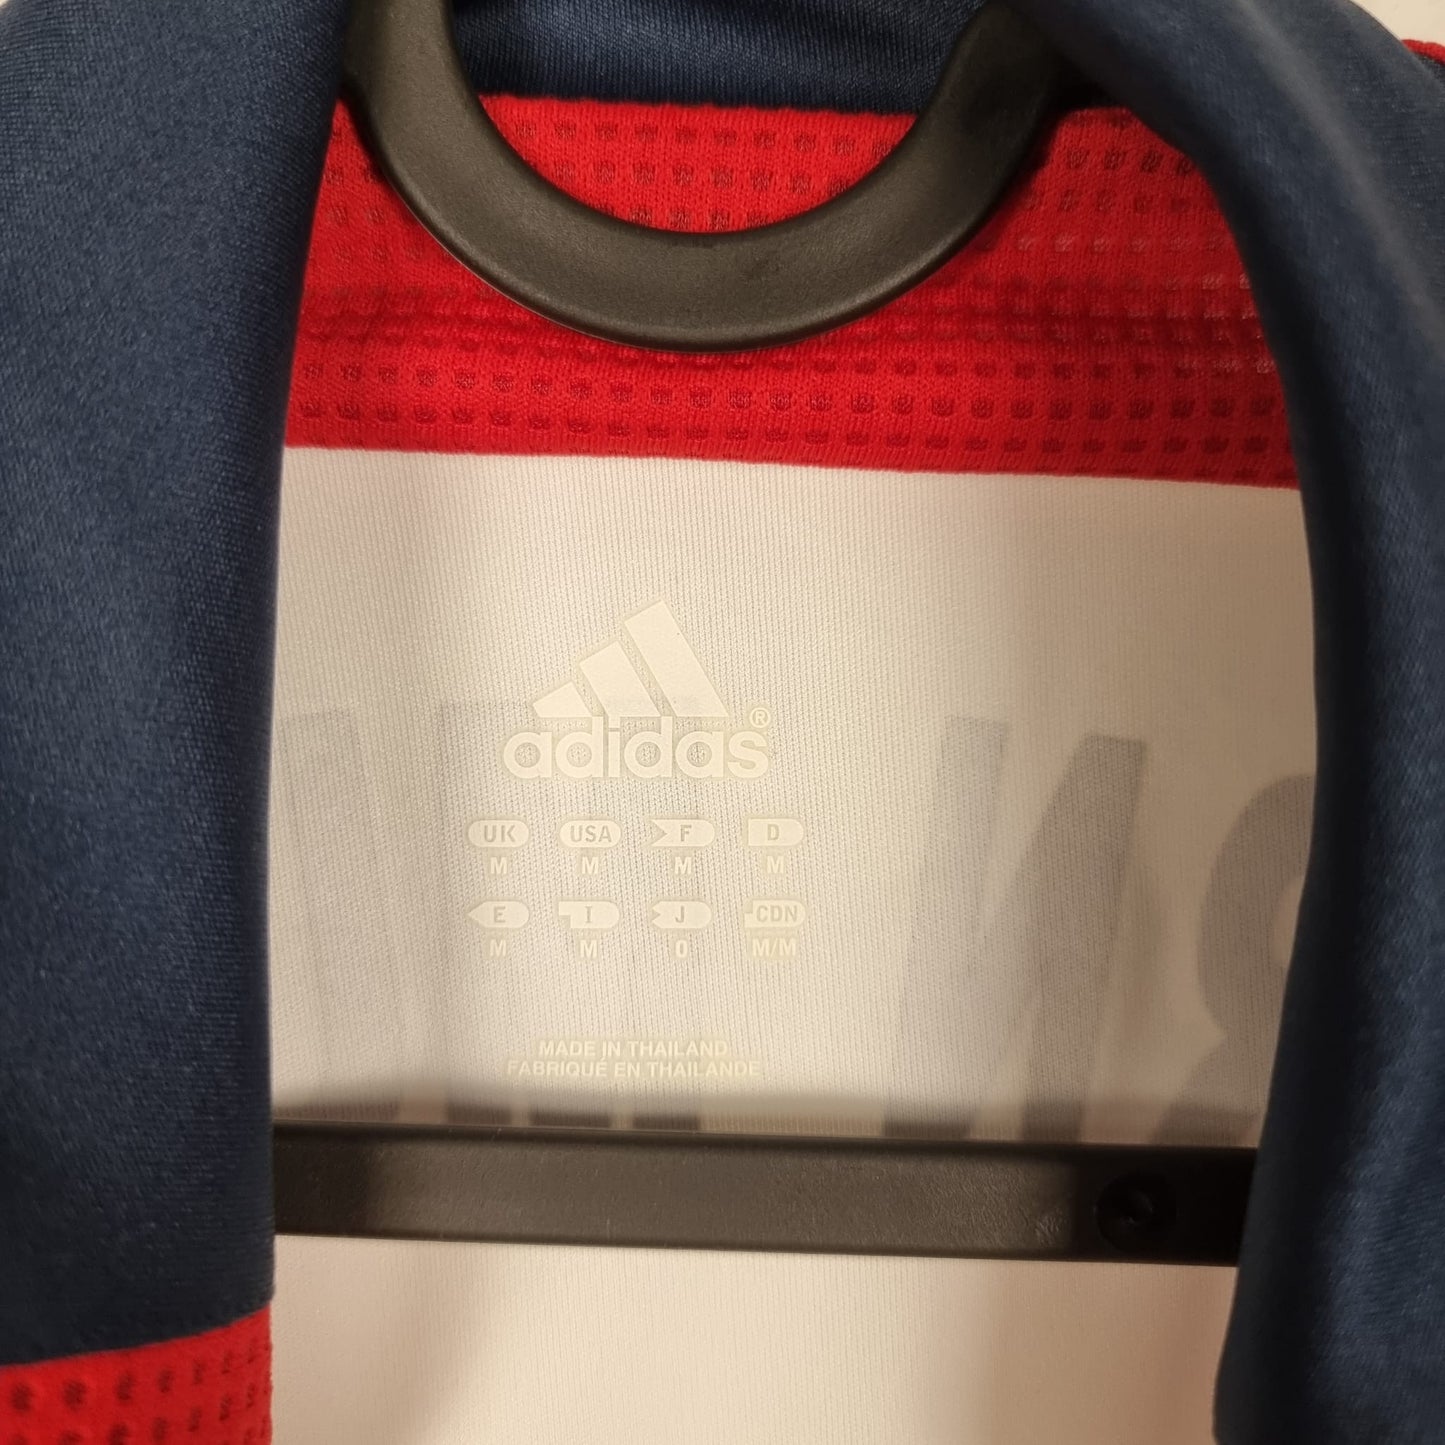 adidas®
UK USA F D
M M M M
E I J CDN
M M O M/M
MADE IN THAILAND
FABRIQUÉ EN THAILANDE